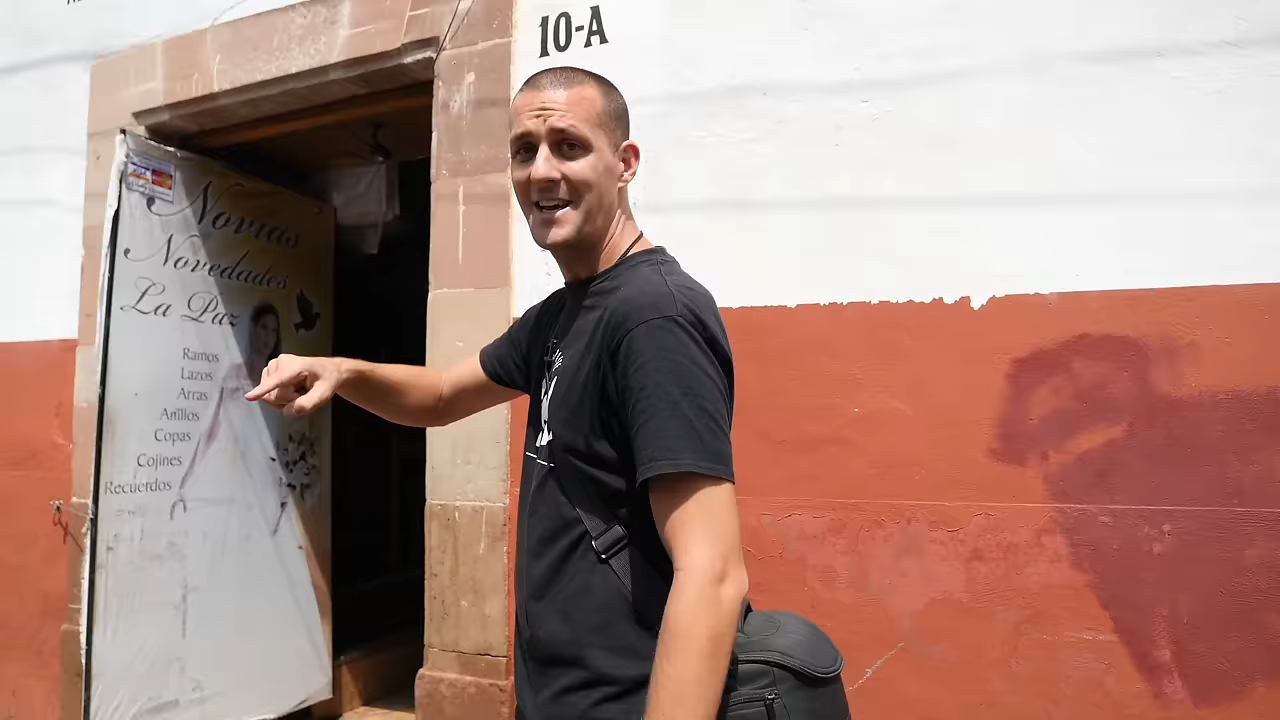 10-A
Novias
Novedades
La Paz
Ramos
Lazos
Arras
Anillos
Copas
Cojines
Recuerdos